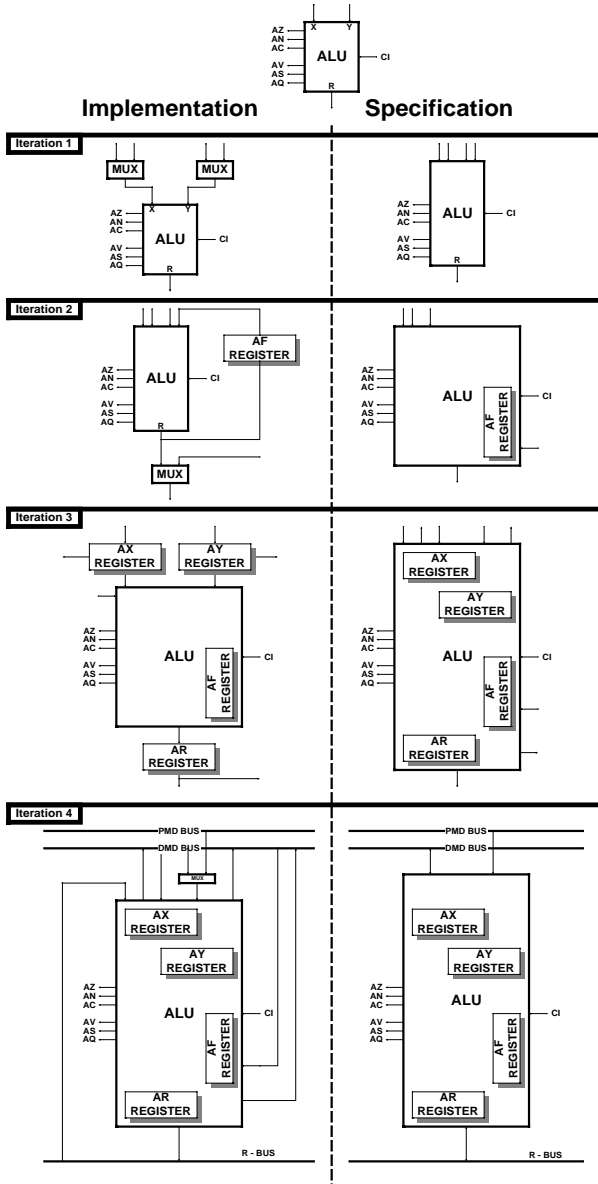 X Y
AZ
AN
AC
ALU
CI
AV
AS
AQ
R
Implementation Specification
Iteration 1
MUX MUX
X Y
AZ
AN
AC
ALU
CI
AV
AS
AQ
R
AZ
AN
AC
ALU
CI
AV
AS
AQ
R
Iteration 2
AF
REGISTER
AZ
AN
AC
ALU
CI
AV
AS
AQ
R
MUX
AZ
AN
AC
ALU
CI
AV
AS
AQ
AF
REGISTER
Iteration 3
AX
REGISTER
AY
REGISTER
AZ
AN
AC
ALU
CI
AV
AS
AQ
AF
REGISTER
AR
REGISTER
AX
REGISTER
AY
REGISTER
AZ
AN
AC
ALU
CI
AV
AS
AQ
AF
REGISTER
AR
REGISTER
Iteration 4
PMD BUS
DMD BUS
MUX
AX
REGISTER
AY
REGISTER
AZ
AN
AC
ALU
CI
AV
AS
AQ
AF
REGISTER
AR
REGISTER
R - BUS
PMD BUS
DMD BUS
AX
REGISTER
AY
REGISTER
AZ
AN
AC
ALU
CI
AV
AS
AQ
AF
REGISTER
AR
REGISTER
R - BUS